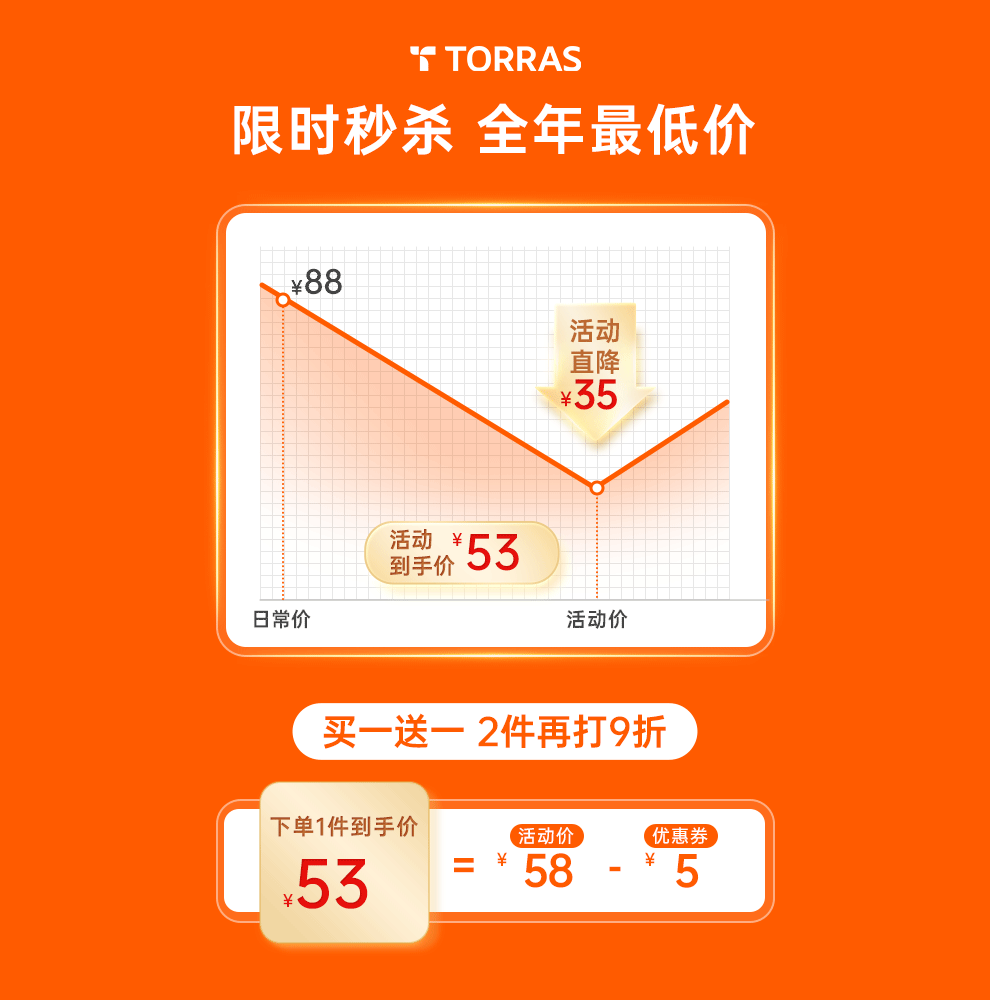 TORRAS
限时秒杀 全年最低价
¥88
活动
直降
¥35
活动
到手价
¥53
日常价
活动价
买一送一 2件再打9折
下单1件到手价
¥53
=
活动价
¥58
-
优惠券
¥5